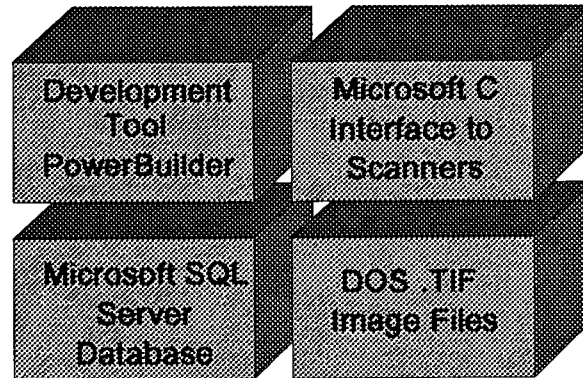 Development
Tool
PowerBuilder
Microsoft C
Interface to
Scanners
Microsoft SQL
Server
Database
DOS .TIF
Image Files